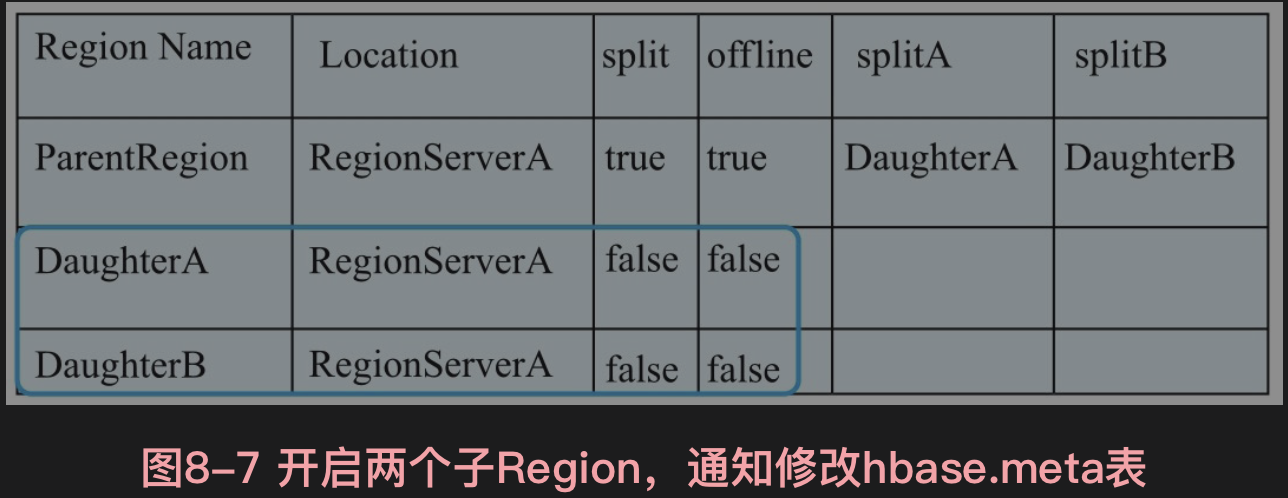 Region Name Location split offline splitA splitB
ParentRegion RegionServerA true true DaughterA DaughterB
DaughterA RegionServerA false false
DaughterB RegionServerA false false
图8-7 开启两个子Region，通知修改hbase.meta表